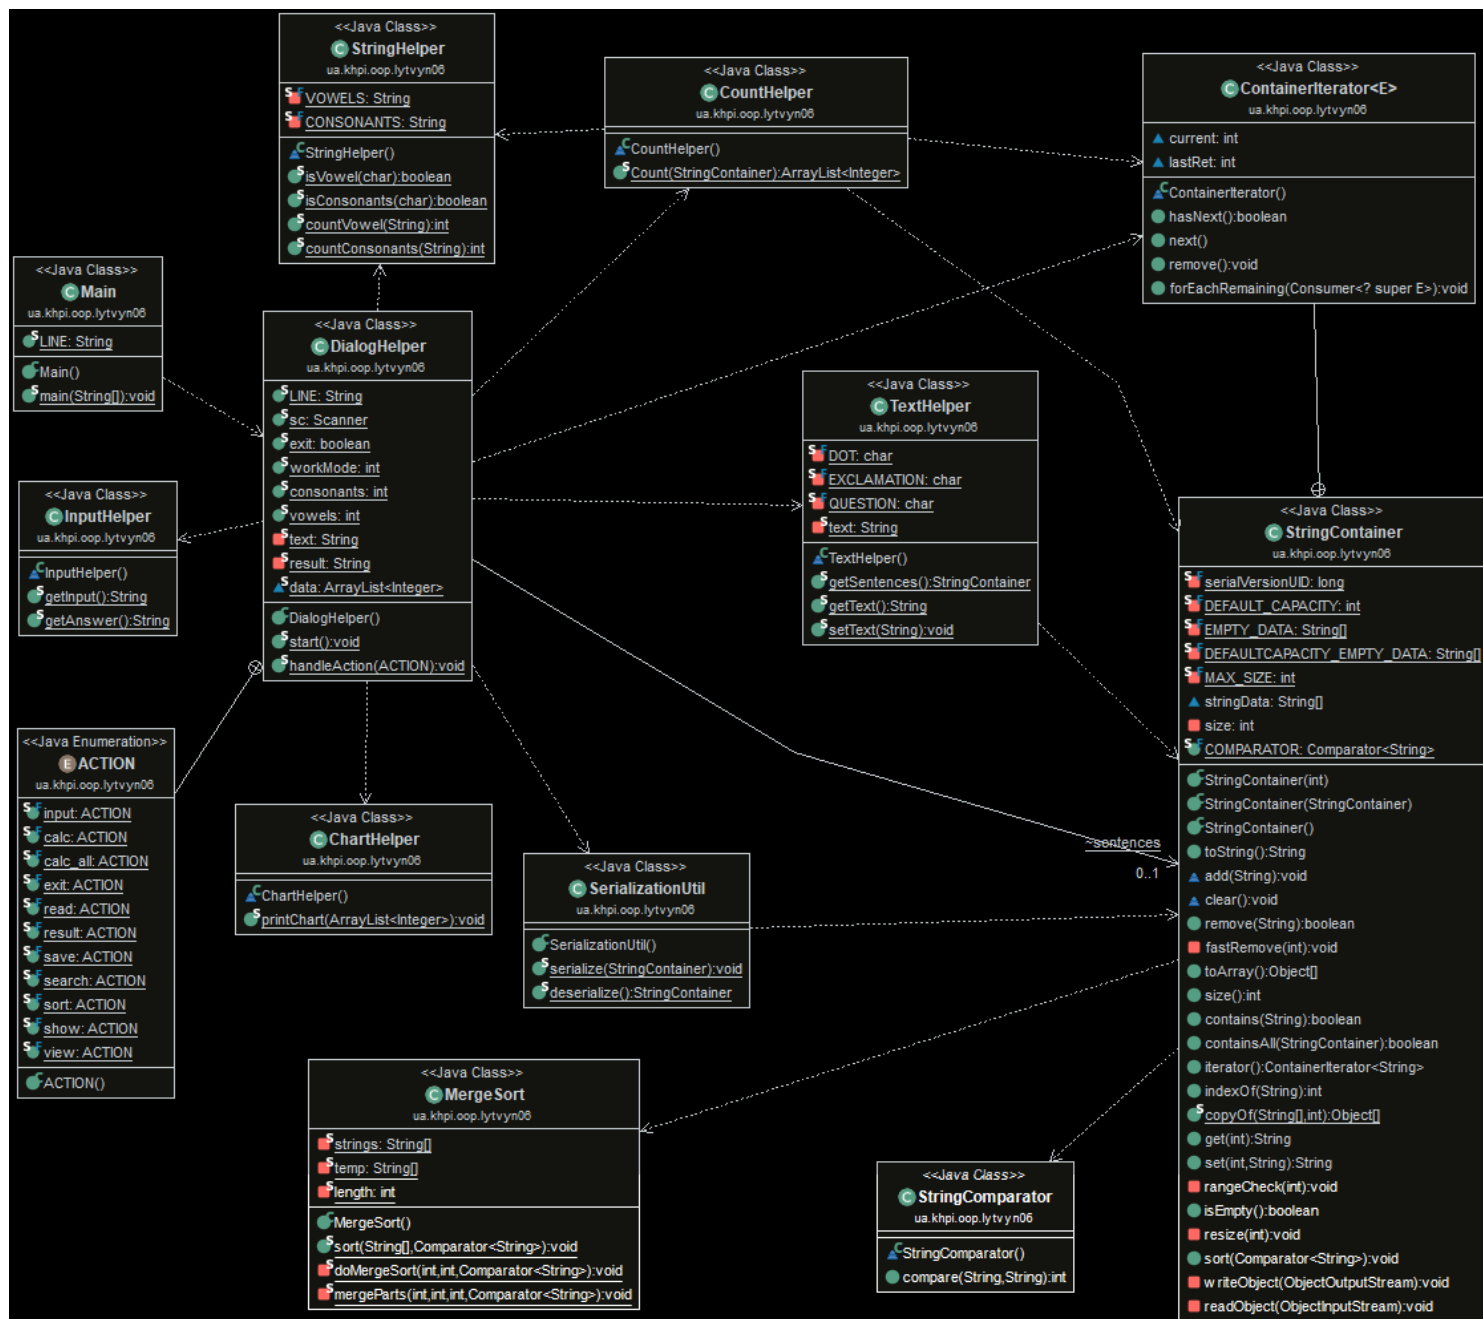 <<Java Class>>
StringHelper
ua.khpi.oop.lytvyn06
VOWELS: String
CONSONANTS: String
StringHelper()
isVowel(char):boolean
isConsonants(char):boolean
countVowel(String):int
countConsonants(String):int
<<Java Class>>
CountHelper
ua.khpi.oop.lytvyn06
CountHelper()
Count(StringContainer):ArrayList<Integer>
<<Java Class>>
ContainerIterator<E>
ua.khpi.oop.lytvyn06
current: int
lastRet: int
ContainerIterator()
hasNext():boolean
next()
remove():void
forEachRemaining(Consumer<? super E>):void
<<Java Class>>
Main
ua.khpi.oop.lytvyn06
LINE: String
Main()
main(String[]):void
<<Java Class>>
DialogHelper
ua.khpi.oop.lytvyn06
LINE: String
sc: Scanner
exit: boolean
workMode: int
consonants: int
vowels: int
text: String
result: String
data: ArrayList<Integer>
DialogHelper()
start():void
handleAction(ACTION):void
<<Java Class>>
TextHelper
ua.khpi.oop.lytvyn06
DOT: char
EXCLAMATION: char
QUESTION: char
text: String
TextHelper()
getSentences():StringContainer
getText():String
setText(String):void
<<Java Class>>
InputHelper
ua.khpi.oop.lytvyn06
InputHelper()
getInput():String
getAnswer():String
<<Java Class>>
StringContainer
ua.khpi.oop.lytvyn06
serialVersionUID: long
DEFAULT_CAPACITY: int
EMPTY_DATA: String[]
DEFAULTCAPACITY_EMPTY_DATA: String[]
MAX_SIZE: int
stringData: String[]
size: int
COMPARATOR: Comparator<String>
StringContainer(int)
StringContainer(StringContainer)
StringContainer()
toString():String
add(String):void
clear():void
remove(String):boolean
fastRemove(int):void
toArray():Object[]
size():int
contains(String):boolean
containsAll(StringContainer):boolean
iterator():ContainerIterator<String>
indexOf(String):int
copyOf(String[],int):Object[]
get(int):String
set(int,String):String
rangeCheck(int):void
isEmpty():boolean
resize(int):void
sort(Comparator<String>):void
writeObject(ObjectOutputStream):void
readObject(ObjectInputStream):void
<<Java Enumeration>>
ACTION
ua.khpi.oop.lytvyn06
input: ACTION
calc: ACTION
calc_all: ACTION
exit: ACTION
read: ACTION
result: ACTION
save: ACTION
search: ACTION
sort: ACTION
show: ACTION
view: ACTION
ACTION()
<<Java Class>>
ChartHelper
ua.khpi.oop.lytvyn06
ChartHelper()
printChart(ArrayList<Integer>):void
~sentences
0..1
<<Java Class>>
SerializationUtil
ua.khpi.oop.lytvyn06
SerializationUtil()
serialize(StringContainer):void
deserialize():StringContainer
<<Java Class>>
MergeSort
ua.khpi.oop.lytvyn06
strings: String[]
temp: String[]
length: int
MergeSort()
sort(String[],Comparator<String>):void
doMergeSort(int,int,Comparator<String>):void
mergeParts(int,int,int,Comparator<String>):void
<<Java Class>>
StringComparator
ua.khpi.oop.lytvyn06
StringComparator()
compare(String,String):int